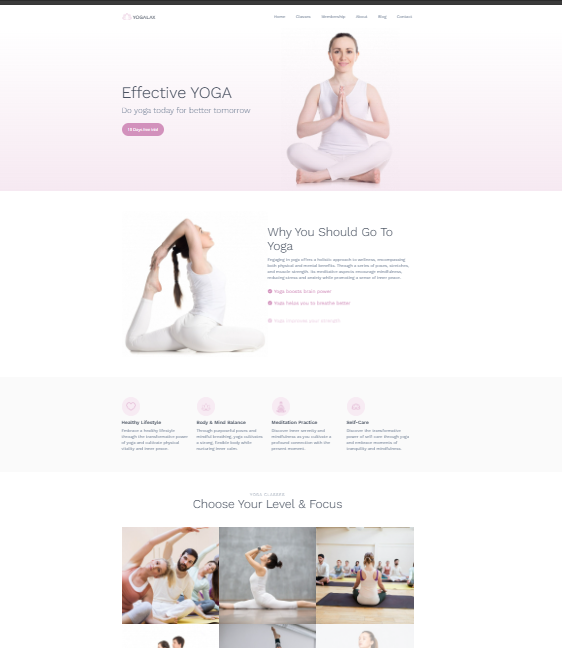 YOGALAX
Home Classes Membership About Blog Contact
Effective YOGA
Do yoga today for better tomorrow
10 Days free trial
Why You Should Go To
Yoga
Engaging in yoga offers a holistic approach to wellness, encompassing
both physical and mental benefits. Through a series of poses, stretches,
and muscle strength. Its meditative aspects encourage mindfulness,
reducing stress and anxiety while promoting a sense of inner peace.
Yoga boosts brain power
Yoga helps you to breathe better
Yoga improves your strength
Healthy Lifestyle
Embrace a healthy lifestyle
through the transformative power
of yoga and cultivate physical
vitality and inner peace.
Body & Mind Balance
Through purposeful poses and
mindful breathing, yoga cultivates
a strong, flexible body while
nurturing inner calm.
Meditation Practice
Discover inner serenity and
mindfulness as you cultivate a
profound connection with the
present moment.
Self-Care
Discover the transformative
power of self-care through yoga
and embrace moments of
tranquility and mindfulness.
YOGA CLASSES
Choose Your Level & Focus